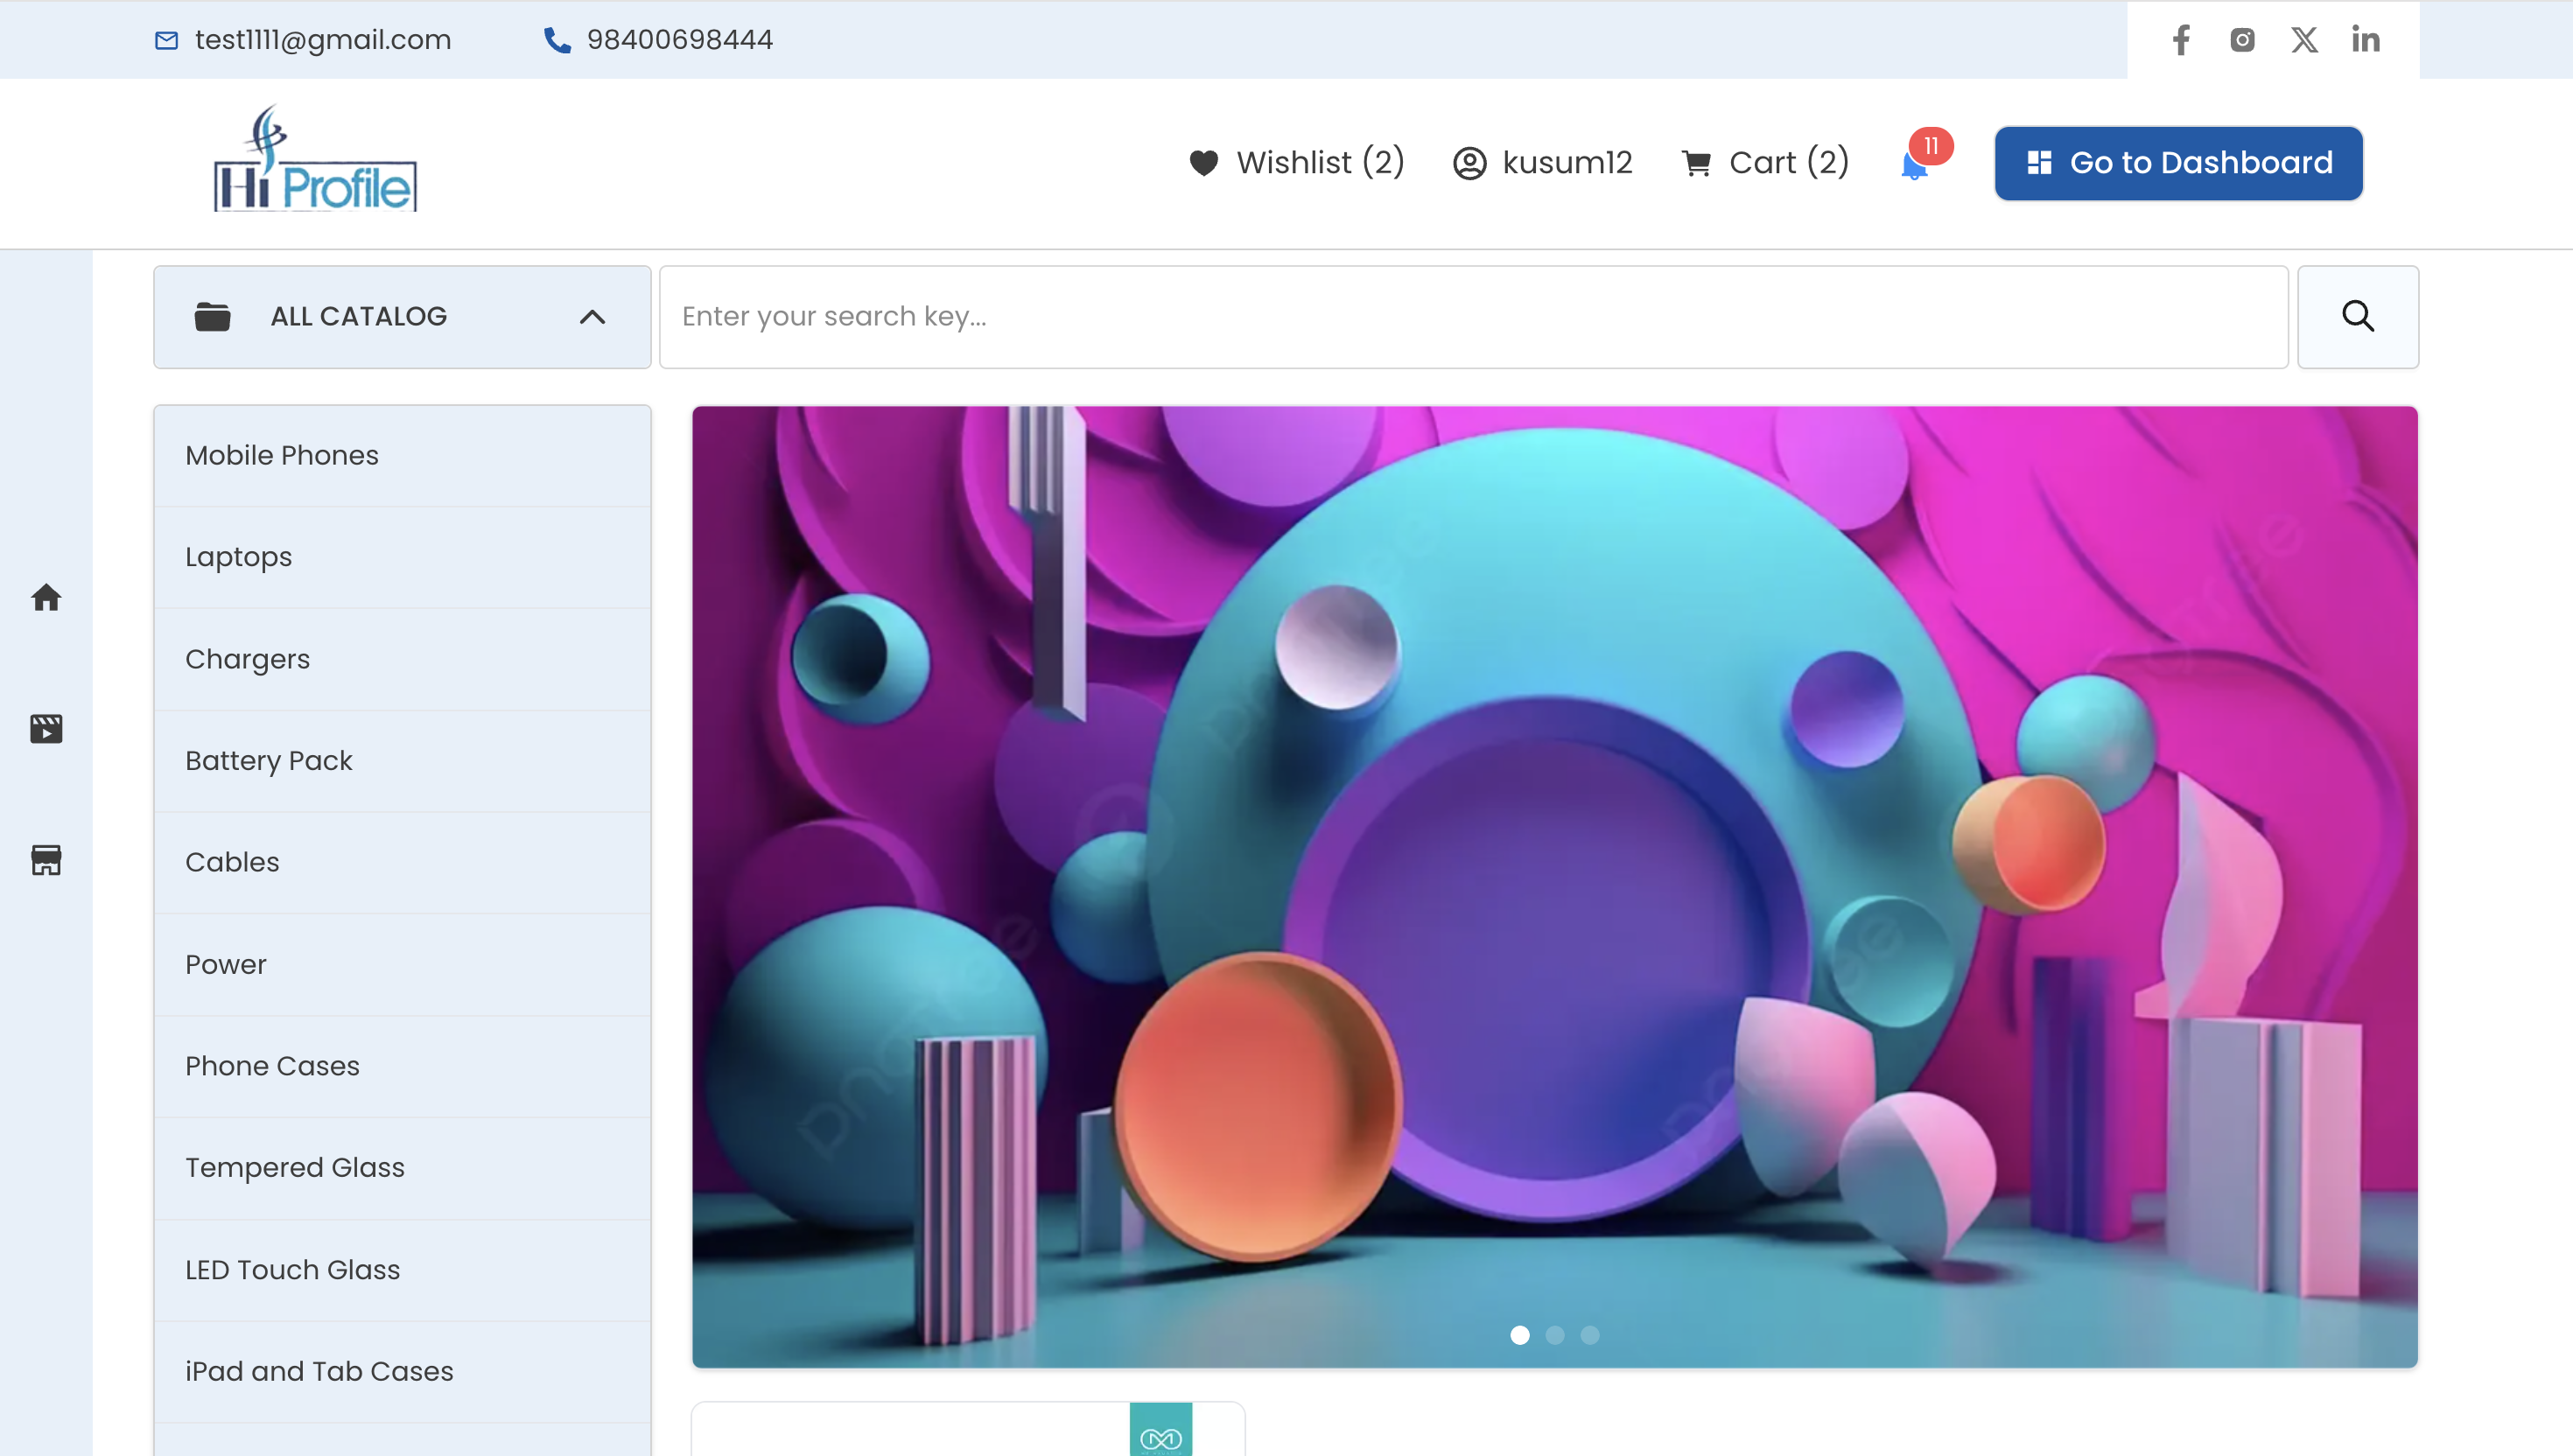 test1111@gmail.com 98400698444
Hi Profile
Wishlist (2) kusum12 Cart (2) 11 Go to Dashboard
ALL CATALOG Enter your search key...
Mobile Phones
Laptops
Chargers
Battery Pack
Cables
Power
Phone Cases
Tempered Glass
LED Touch Glass
iPad and Tab Cases